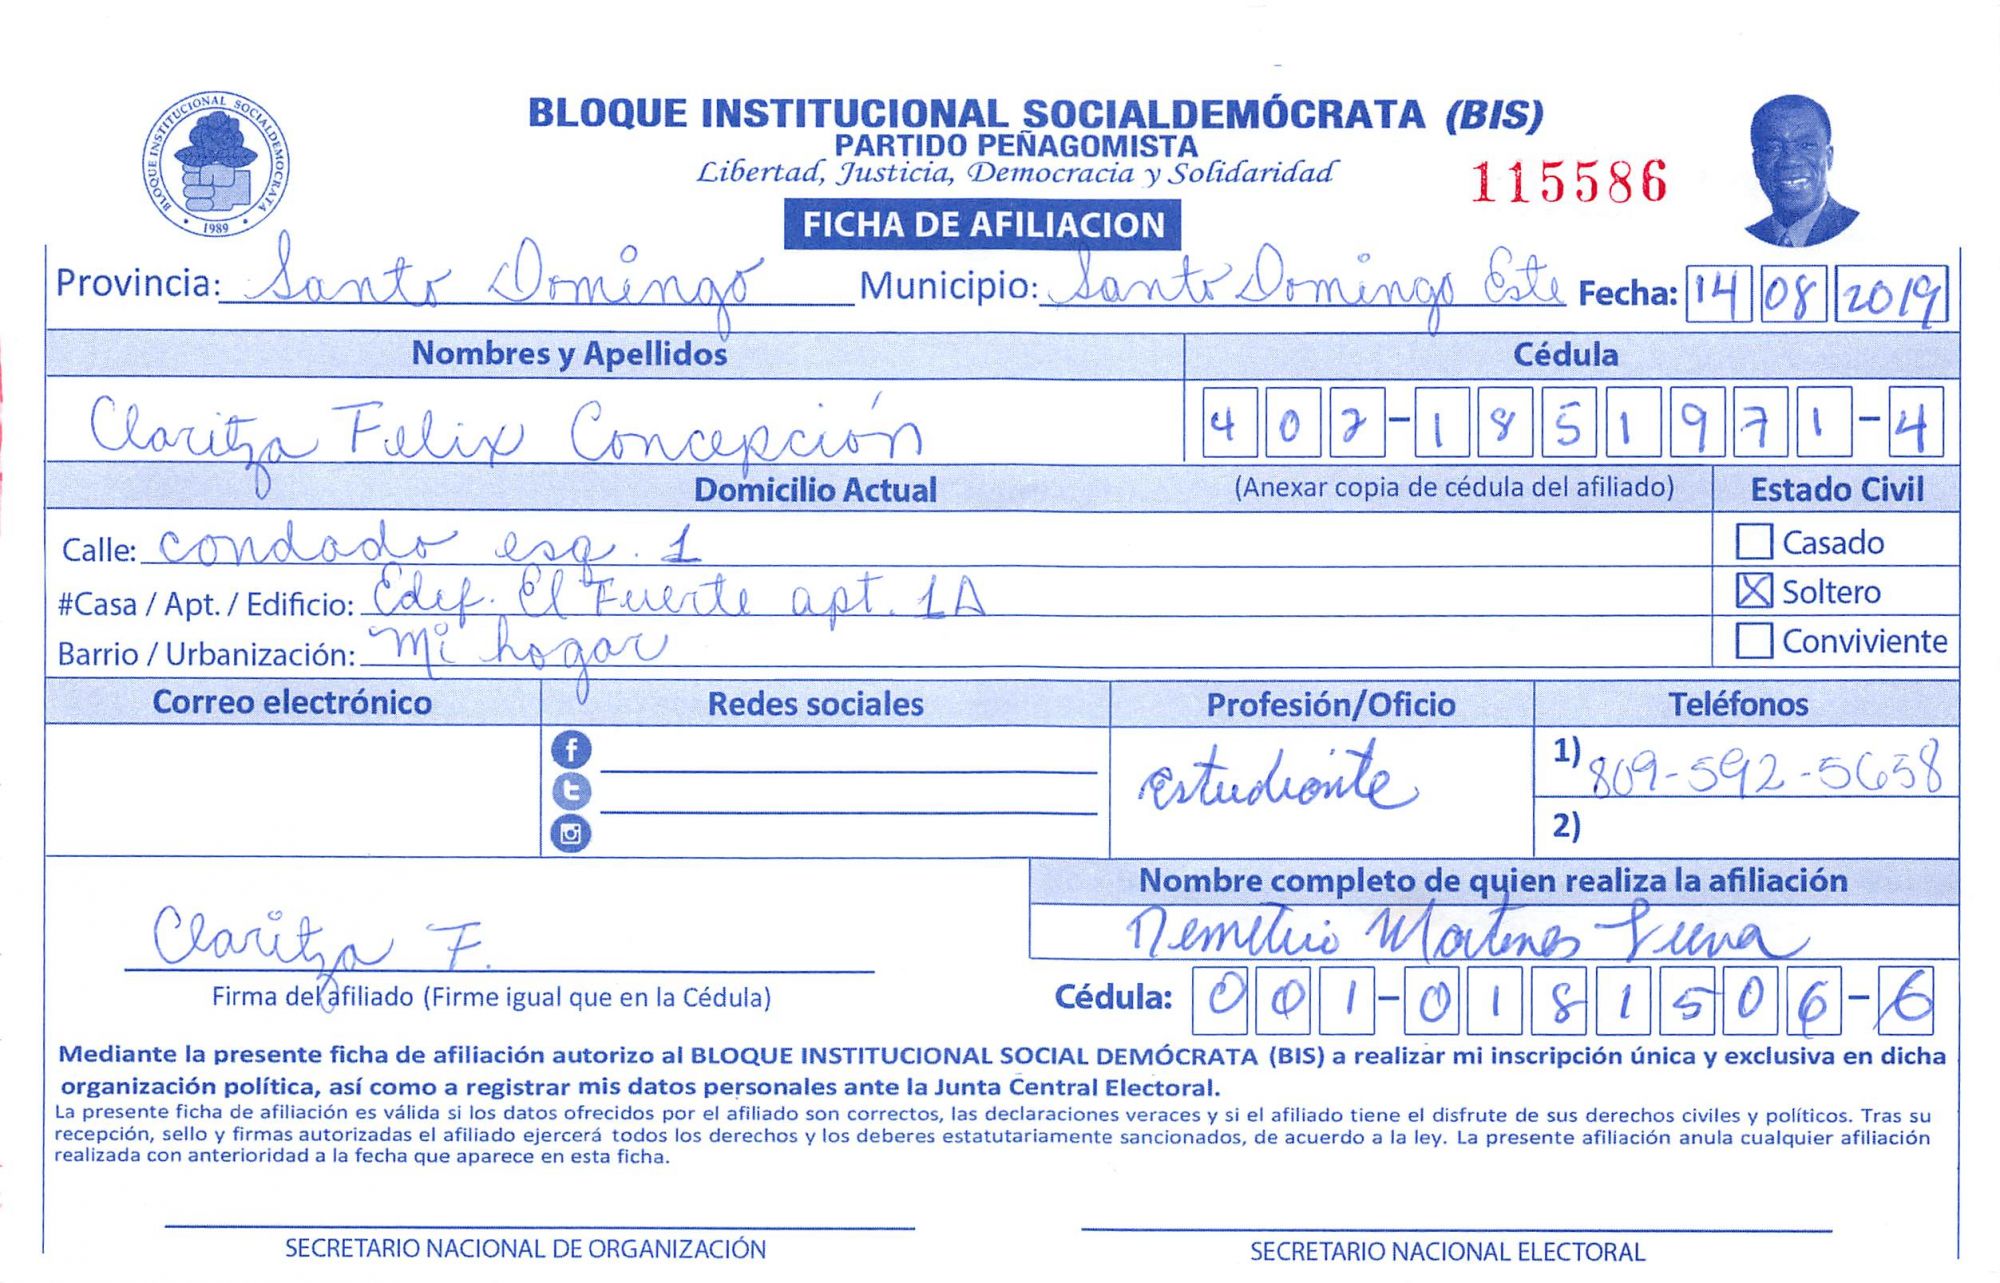 BLOQUE INSTITUCIONAL SOCIALDEMOCRATA
1989
BLOQUE INSTITUCIONAL SOCIALDEMÓCRATA (BIS)
PARTIDO PEÑAGOMISTA
Libertad, Justicia, Democracia y Solidaridad
115586
FICHA DE AFILIACION
Provincia: Santo Domingo Municipio: Santo Domingo Este Fecha: 14 08 2019
Nombres y Apellidos Cédula
Claritza Felix Concepción 402-1851971-4
Domicilio Actual (Anexar copia de cédula del afiliado) Estado Civil
Calle: condado esq. 1 Casado
#Casa / Apt. / Edificio: Edif. El Fuerte apt. 1A Soltero
Barrio / Urbanización: Mi hogar Conviviente
Correo electrónico Redes sociales Profesión/Oficio Teléfonos
estudiante 1) 809-592-5658
2)
Nombre completo de quien realiza la afiliación
Claritza F. Demetrio Martines
Firma del afiliado (Firme igual que en la Cédula) Cédula: 001-0181506-6
Mediante la presente ficha de afiliación autorizo al BLOQUE INSTITUCIONAL SOCIAL DEMÓCRATA (BIS) a realizar mi inscripción única y exclusiva en dicha
organización política, así como a registrar mis datos personales ante la Junta Central Electoral.
La presente ficha de afiliación es válida si los datos ofrecidos por el afiliado son correctos, las declaraciones veraces y si el afiliado tiene el disfrute de sus derechos civiles y políticos. Tras su
recepción, sello y firmas autorizadas el afiliado ejercerá todos los derechos y los deberes estatutariamente sancionados, de acuerdo a la ley. La presente afiliación anula cualquier afiliación
realizada con anterioridad a la fecha que aparece en esta ficha.
SECRETARIO NACIONAL DE ORGANIZACIÓN SECRETARIO NACIONAL ELECTORAL